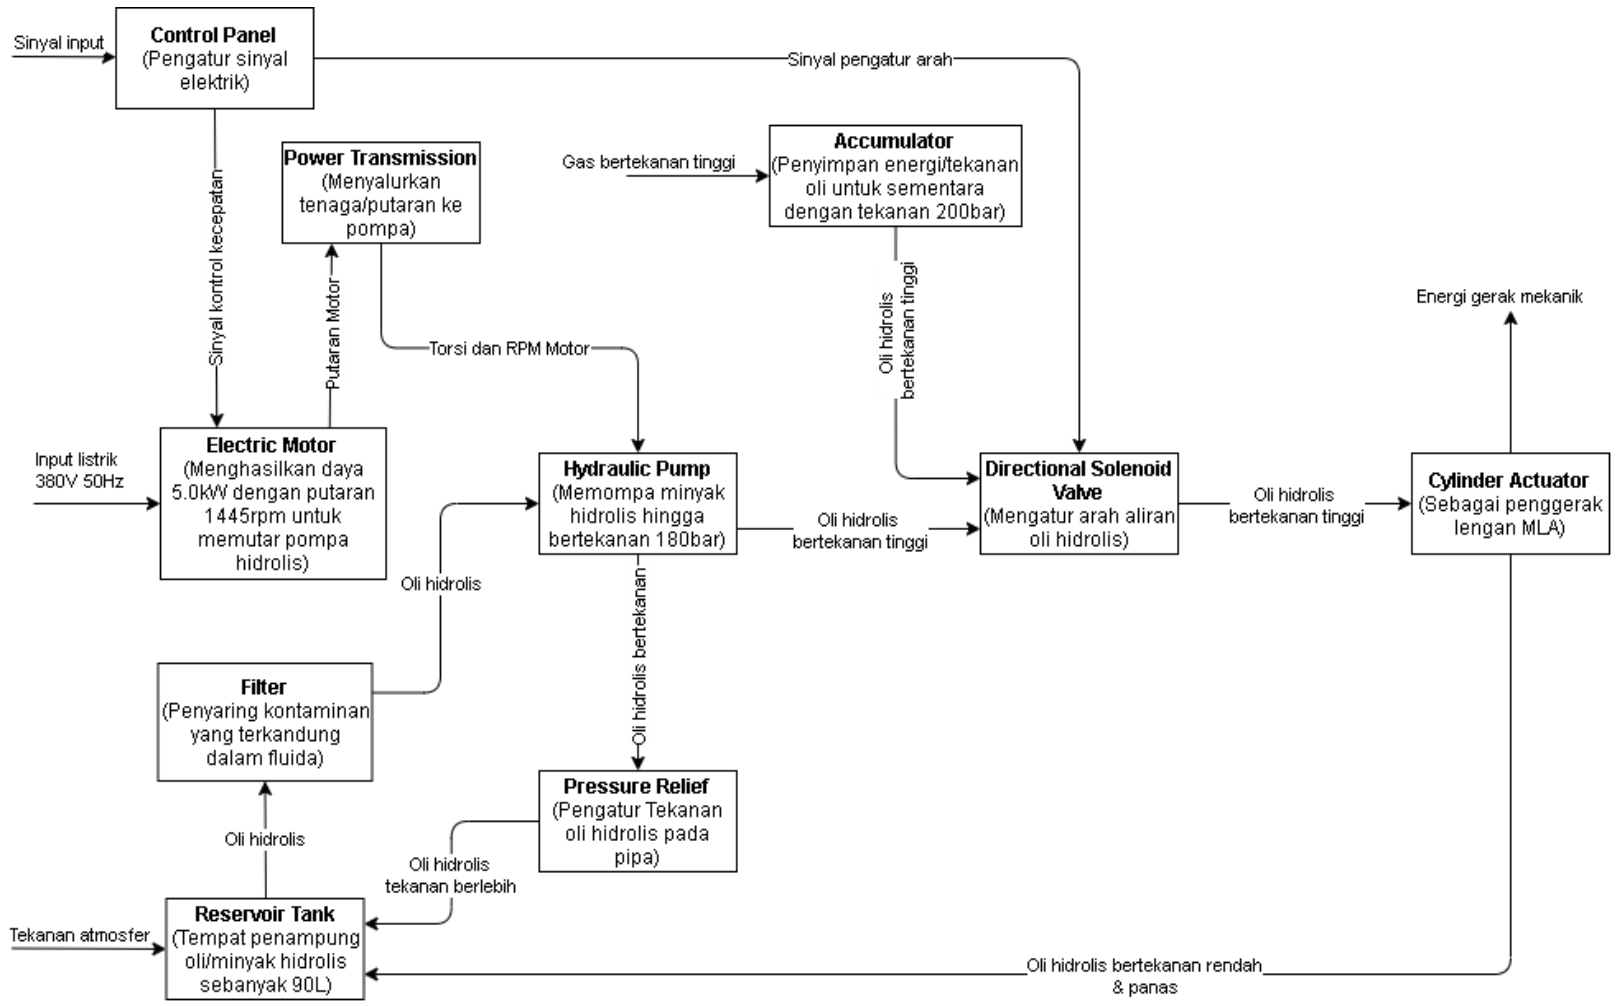 Control Panel
(Pengatur sinyal
elektrik)
Sinyal input
Sinyal pengatur arah
Accumulator
(Penyimpan energi/tekanan
oli untuk sementara
dengan tekanan 200bar)
Gas bertekanan tinggi
Power Transmission
(Menyalurkan
tenaga/putaran ke
pompa)
Sinyal kontrol kecepatan
Putaran Motor
Torsi dan RPM Motor
Oli hidrolis
bertekanan tinggi
Energi gerak mekanik
Electric Motor
(Menghasilkan daya
5.0kW dengan putaran
1445rpm untuk
memutar pompa
hidrolis)
Input listrik
380V 50Hz
Hydraulic Pump
(Memompa minyak
hidrolis hingga
bertekanan 180bar)
Oli hidrolis
bertekanan tinggi
Directional Solenoid
Valve
(Mengatur arah aliran
oli hidrolis)
Oli hidrolis
bertekanan tinggi
Cylinder Actuator
(Sebagai penggerak
lengan MLA)
Oli hidrolis
Oli hidrolis bertekanan
Filter
(Penyaring kontaminan
yang terkandung
dalam fluida)
Pressure Relief
(Pengatur Tekanan
oli hidrolis pada
pipa)
Oli hidrolis
Oli hidrolis
tekanan berlebih
Reservoir Tank
(Tempat penampung
oli/minyak hidrolis
sebanyak 90L)
Tekanan atmosfer
Oli hidrolis bertekanan rendah
& panas